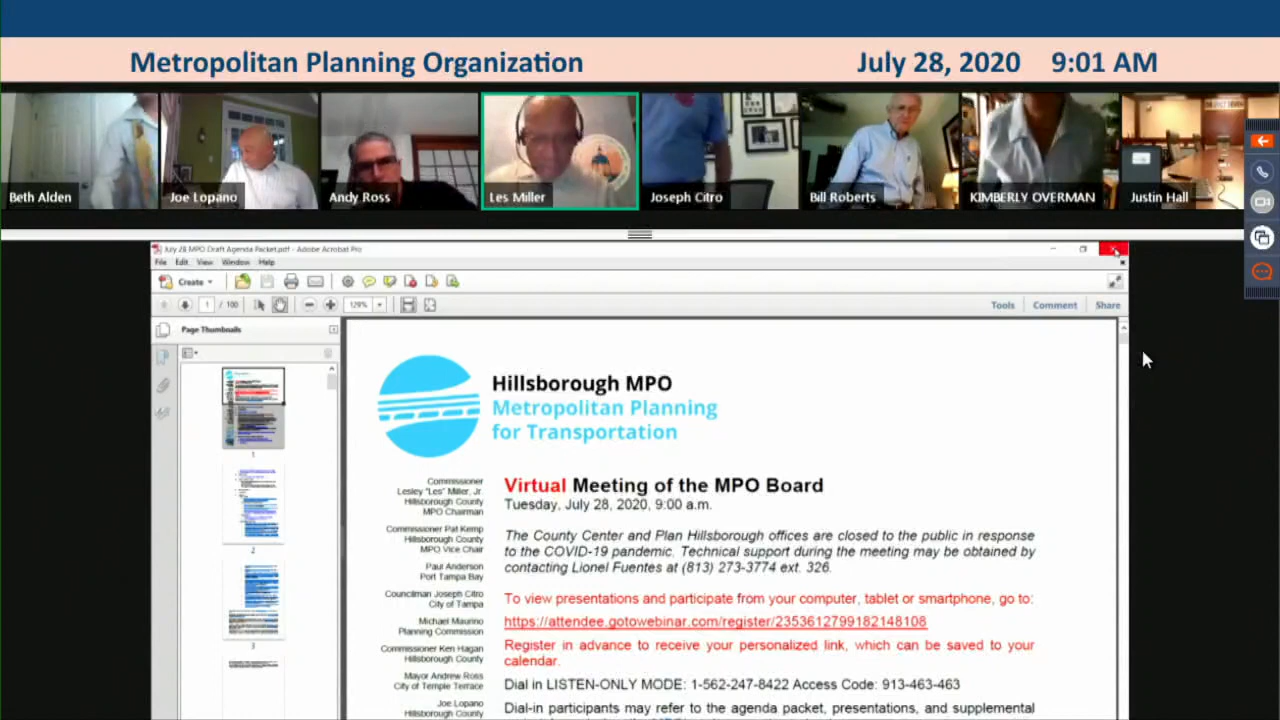 Metropolitan Planning Organization
July 28, 2020 9:01 AM
Beth Alden
Joe Lopano
Andy Ross
Les Miller
Joseph Citro
Bill Roberts
KIMBERLY OVERMAN
Justin Hall
July 28 MPO Draft Agenda Packet.pdf - Adobe Acrobat Pro
File Edit View Window Help
Create
1 / 100
129%
Tools Comment Share
Page Thumbnails
1
2
3
Hillsborough MPO
Metropolitan Planning
for Transportation
Commissioner
Lesley "Les" Miller, Jr.
Hillsborough County
MPO Chairman
Commissioner Pat Kemp
Hillsborough County
MPO Vice Chair
Paul Anderson
Port Tampa Bay
Councilman Joseph Citro
City of Tampa
Michael Maurino
Planning Commission
Commissioner Ken Hagan
Hillsborough County
Mayor Andrew Ross
City of Temple Terrace
Joe Lopano
Hillsborough County
Virtual Meeting of the MPO Board
Tuesday, July 28, 2020, 9:00 a.m.
The County Center and Plan Hillsborough offices are closed to the public in response
to the COVID-19 pandemic. Technical support during the meeting may be obtained by
contacting Lionel Fuentes at (813) 273-3774 ext. 326.
To view presentations and participate from your computer, tablet or smartphone, go to:
https://attendee.gotowebinar.com/register/2353612799182148108
Register in advance to receive your personalized link, which can be saved to your
calendar.
Dial in LISTEN-ONLY MODE: 1-562-247-8422 Access Code: 913-463-463
Dial-in participants may refer to the agenda packet, presentations, and supplemental